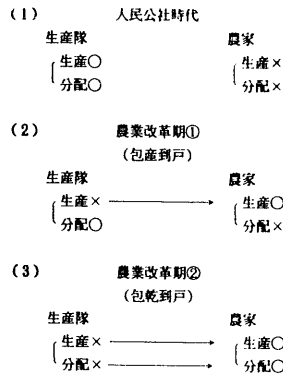 (1) 人民公社時代
生産隊 農家
生産○ 生産×
分配○ 分配×
(2) 農業改革期①
(包産到戸)
生産隊 農家
生産× 生産○
分配○ 分配×
(3) 農業改革期②
(包乾到戸)
生産隊 農家
生産× 生産○
分配× 分配○